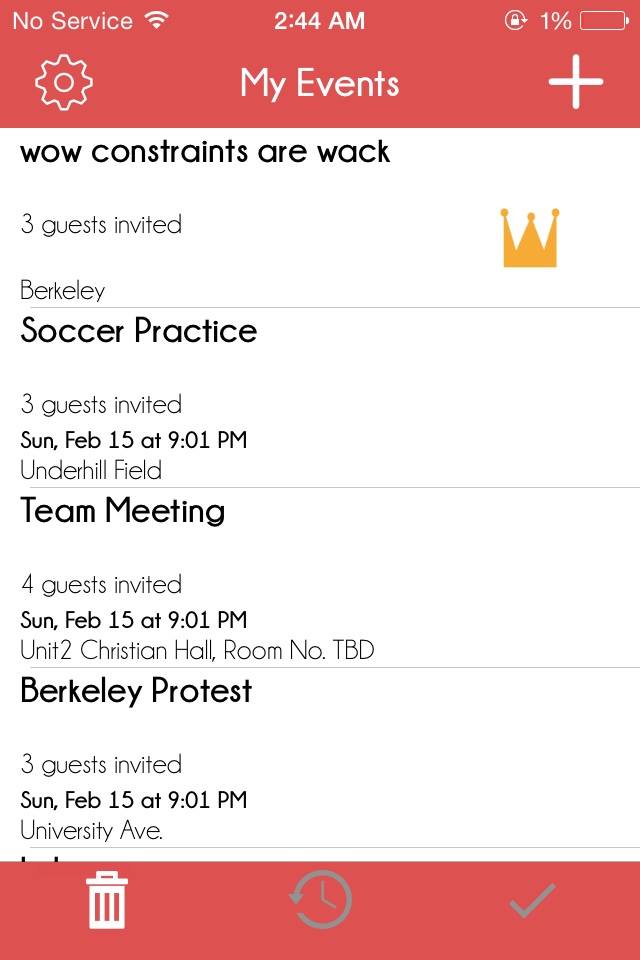 No Service 2:44 AM 1%
My Events
wow constraints are wack
3 guests invited
Berkeley
Soccer Practice
3 guests invited
Sun, Feb 15 at 9:01 PM
Underhill Field
Team Meeting
4 guests invited
Sun, Feb 15 at 9:01 PM
Unit2 Christian Hall, Room No. TBD
Berkeley Protest
3 guests invited
Sun, Feb 15 at 9:01 PM
University Ave.